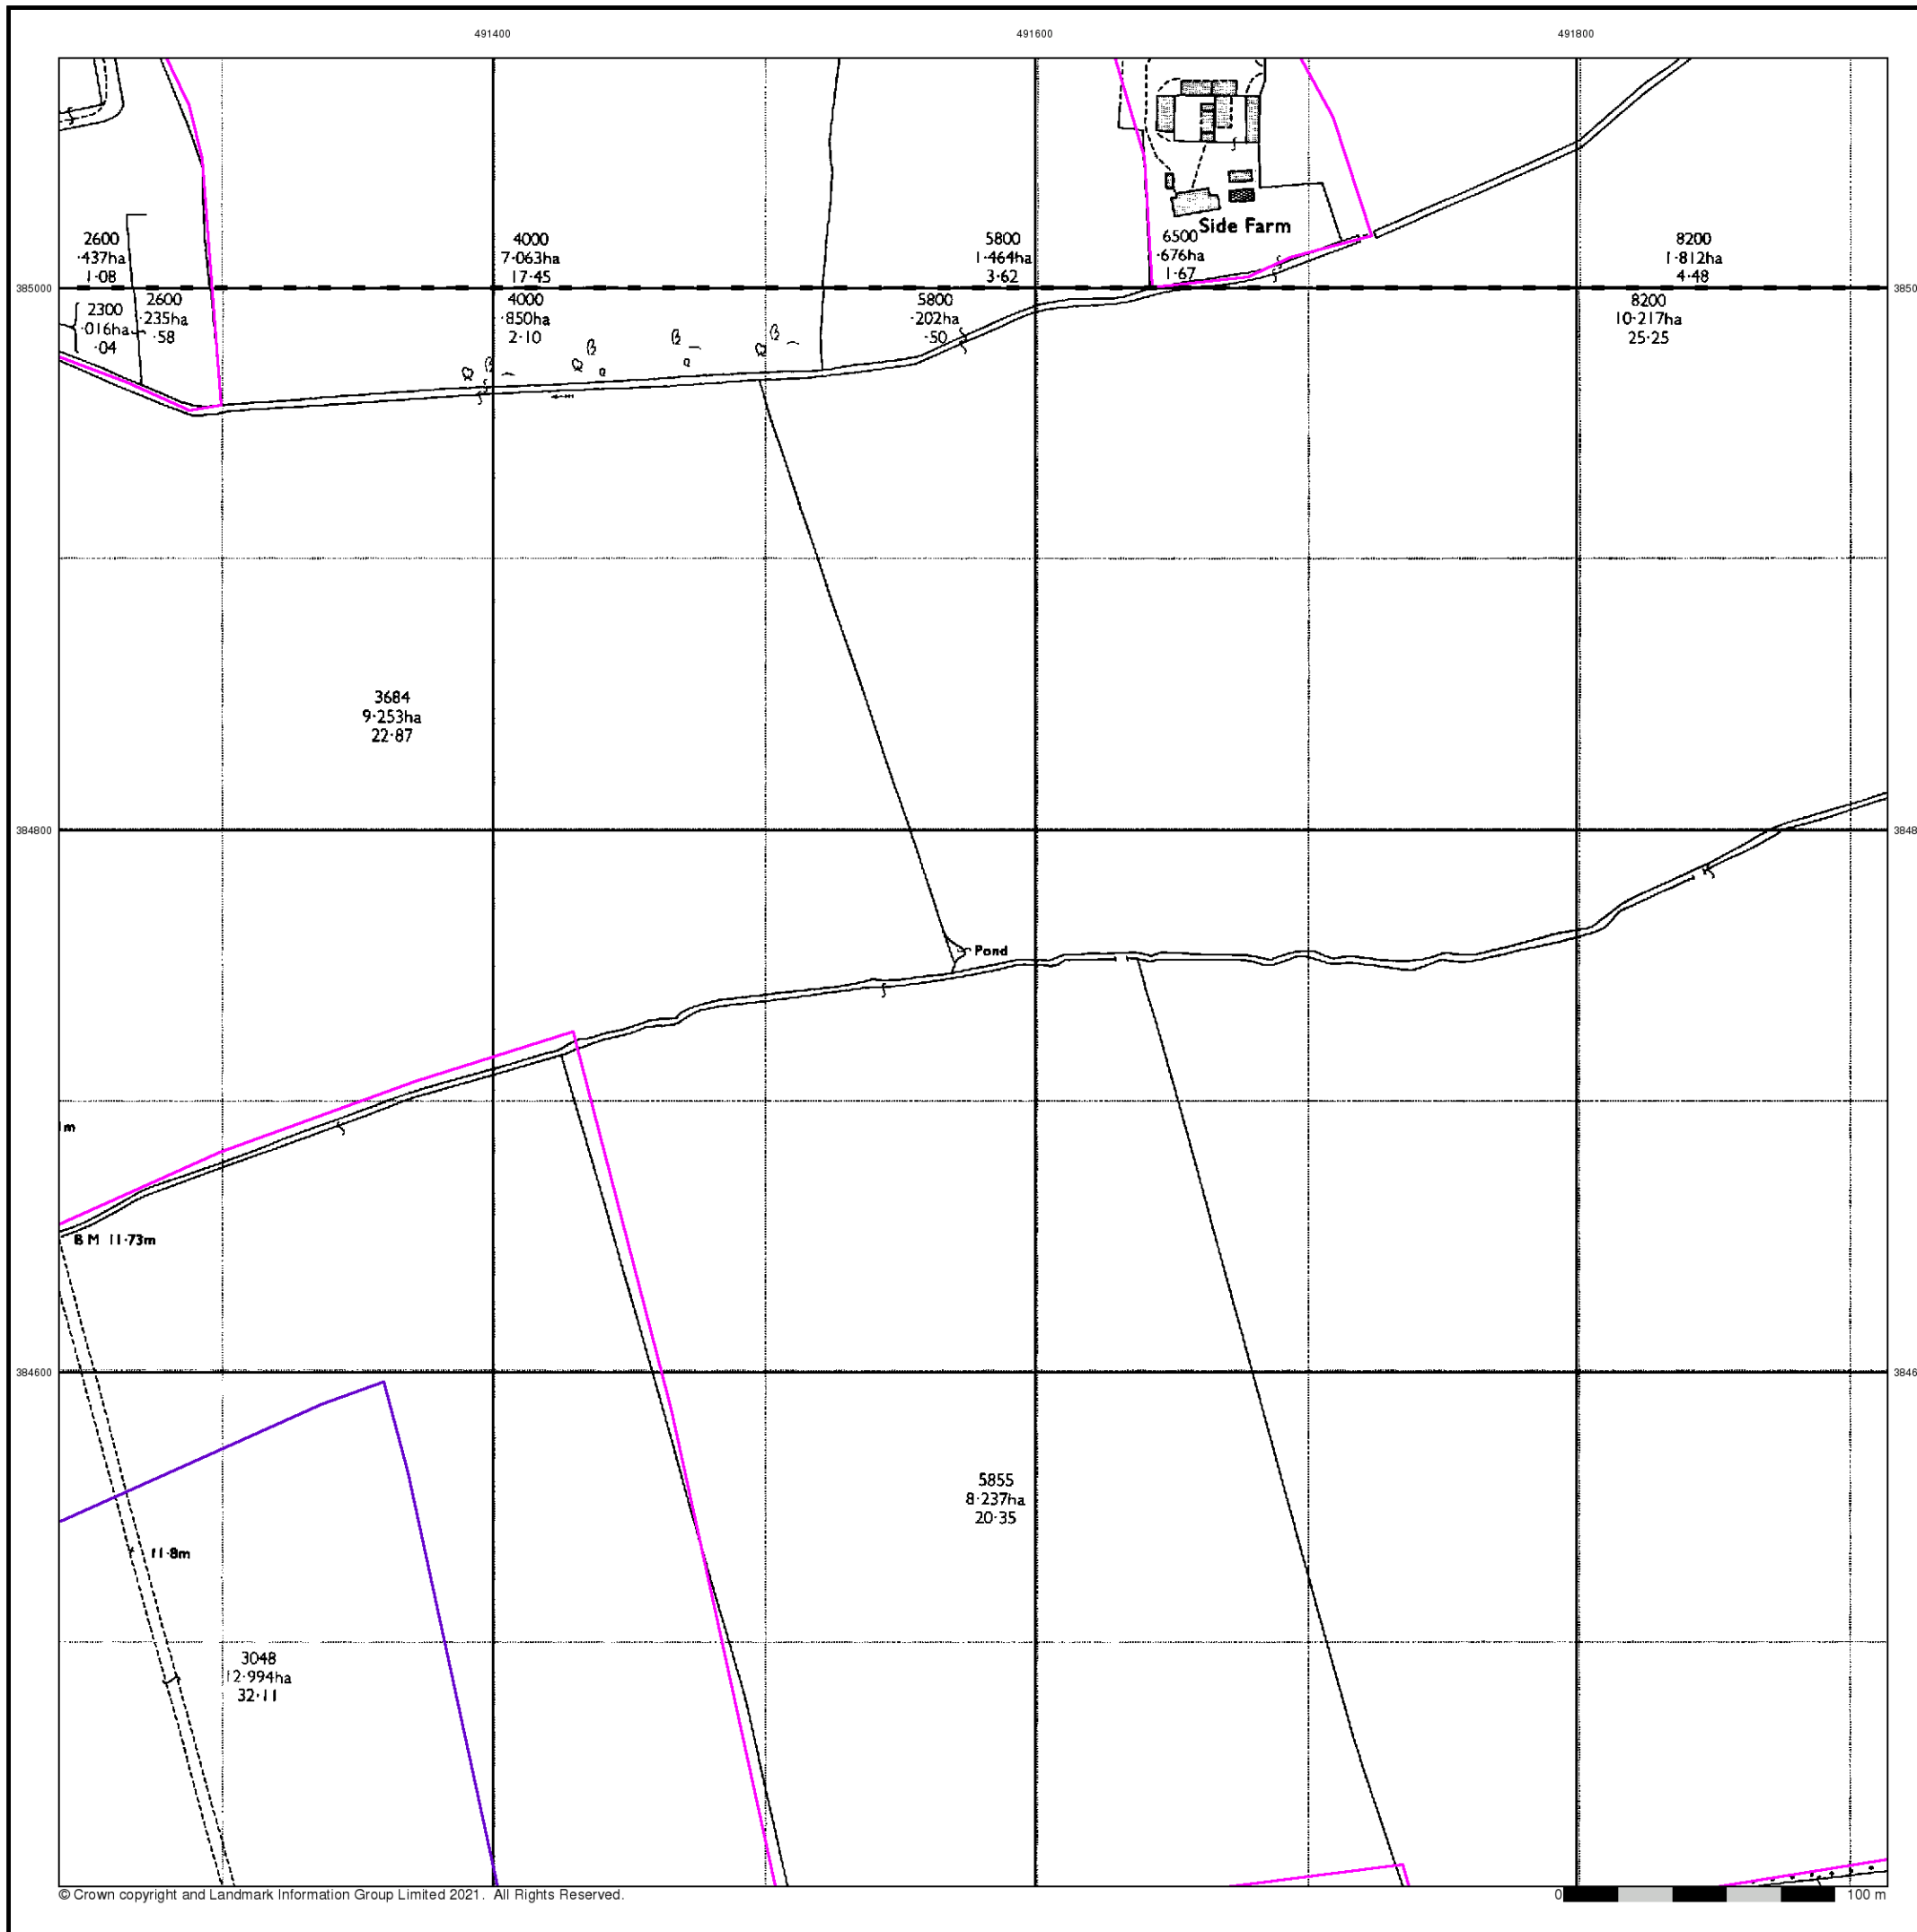 491400
491600
491800
Side Farm
2600
·437ha
1·08
4000
7·063ha
17·45
5800
1·464ha
3·62
6500
·676ha
1·67
8200
1·812ha
4·48
385000
3850
2300
·016ha
·04
2600
·235ha
·58
4000
·850ha
2·10
5800
·202ha
·50
8200
10·217ha
25·25
3684
9·253ha
22·87
384800
3848
Pond
m
B M 11·73m
384600
3846
5855
8·237ha
20·35
11·8m
3048
12·994ha
32·11
© Crown copyright and Landmark Information Group Limited 2021. All Rights Reserved.
0
100 m